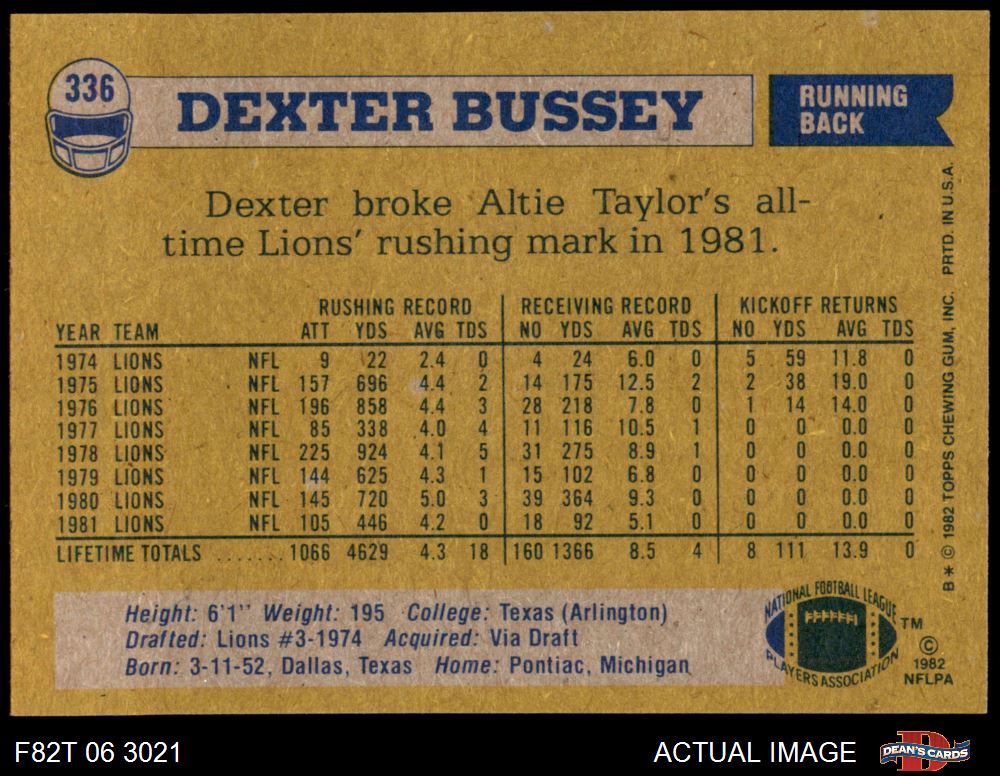 336
DEXTER BUSSEY
RUNNING
BACK
Dexter broke Altie Taylor's all-
time Lions' rushing mark in 1981.
RUSHING RECORD RECEIVING RECORD KICKOFF RETURNS
YEAR TEAM ATT YDS AVG TDS NO YDS AVG TDS NO YDS AVG TDS
1974 LIONS NFL 9 22 2.4 0 4 24 6.0 0 5 59 11.8 0
1975 LIONS NFL 157 696 4.4 2 14 175 12.5 2 2 38 19.0 0
1976 LIONS NFL 196 858 4.4 3 28 218 7.8 0 1 14 14.0 0
1977 LIONS NFL 85 338 4.0 4 11 116 10.5 1 0 0 0.0 0
1978 LIONS NFL 225 924 4.1 5 31 275 8.9 1 0 0 0.0 0
1979 LIONS NFL 144 625 4.3 1 15 102 6.8 0 0 0 0.0 0
1980 LIONS NFL 145 720 5.0 3 39 364 9.3 0 0 0 0.0 0
1981 LIONS NFL 105 446 4.2 0 18 92 5.1 0 0 0 0.0 0
LIFETIME TOTALS ....... 1066 4629 4.3 18 160 1366 8.5 4 8 111 13.9 0
Height: 6'1" Weight: 195 College: Texas (Arlington)
Drafted: Lions #3-1974 Acquired: Via Draft
Born: 3-11-52, Dallas, Texas Home: Pontiac, Michigan
NATIONAL FOOTBALL LEAGUE
PLAYERS ASSOCIATION
TM
©
1982
NFLPA
B * © 1982 TOPPS CHEWING GUM, INC. PRTD. IN U.S.A.
F82T 06 3021
ACTUAL IMAGE
D
DEAN'S CARDS